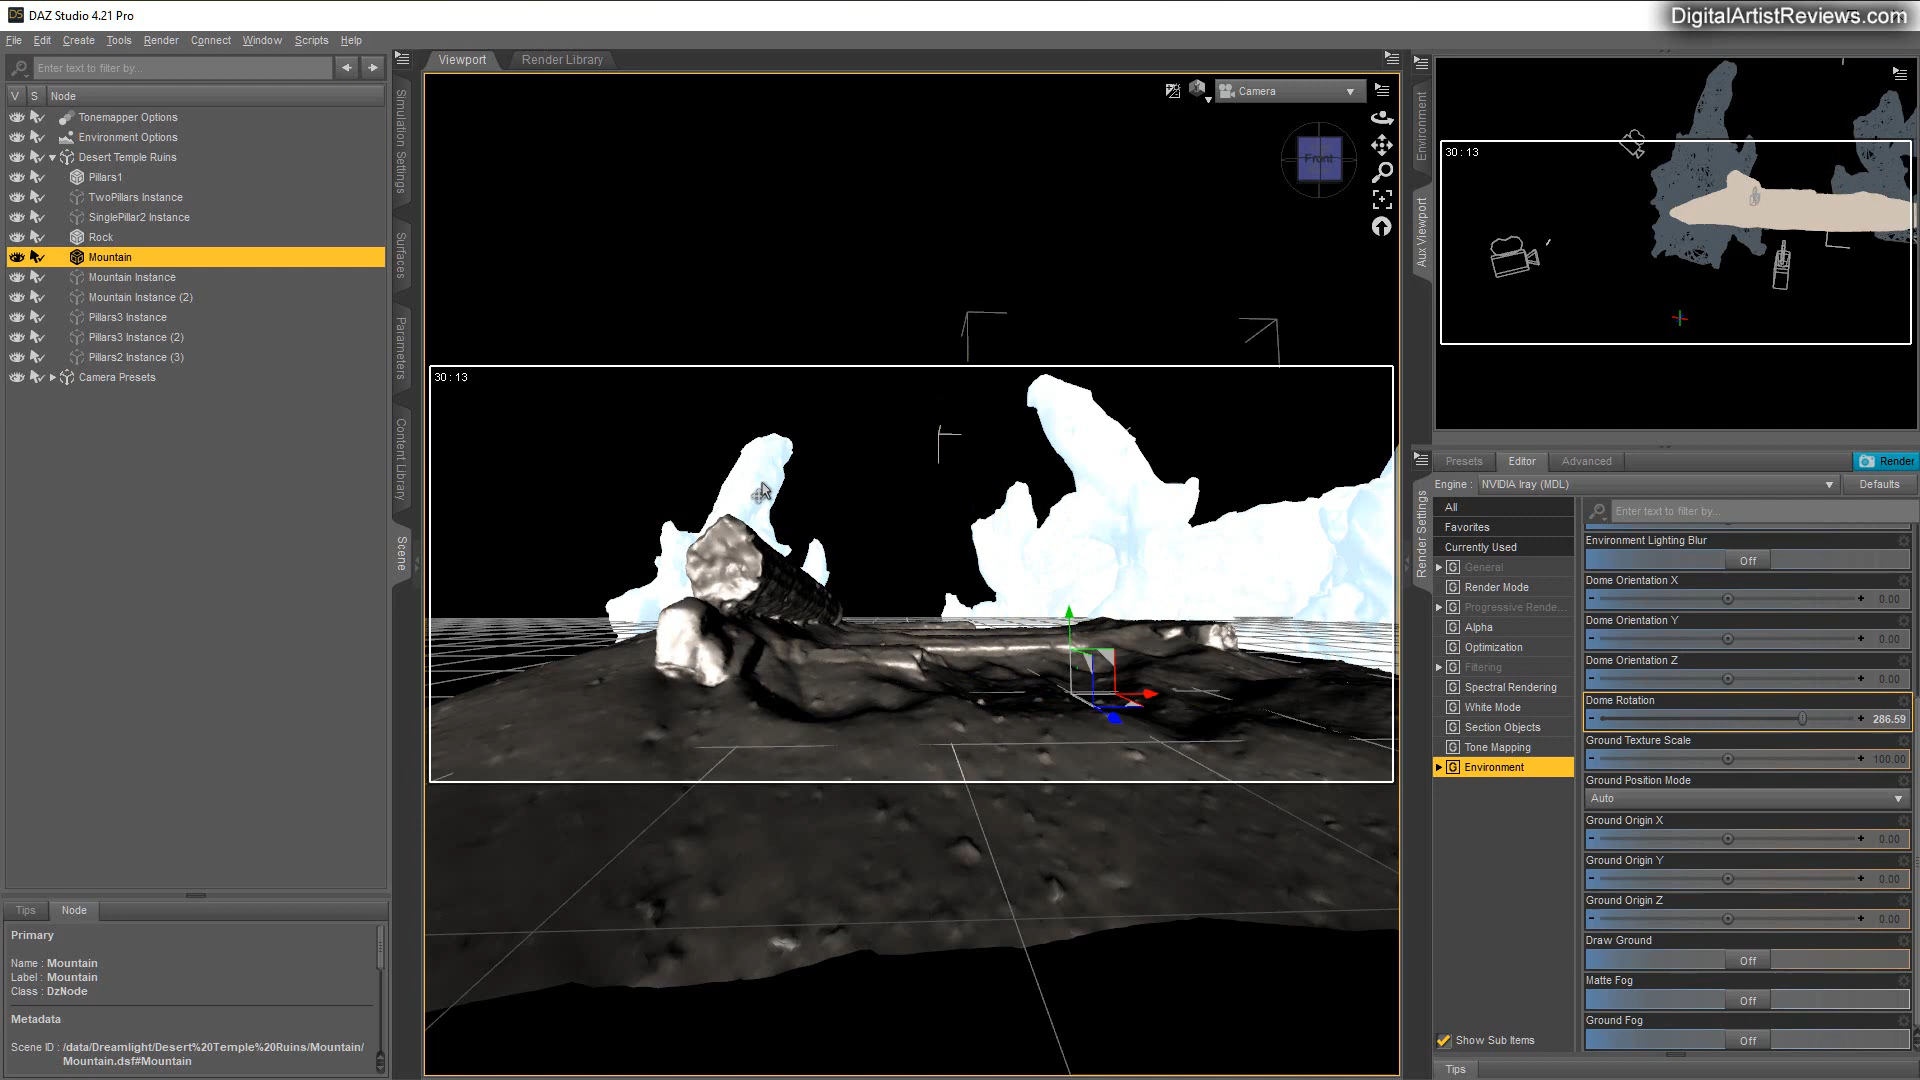 DAZ Studio 4.21 Pro
DigitalArtistReviews.com
File Edit Create Tools Render Connect Window Scripts Help
Enter text to filter by...
V S Node
Tonemapper Options
Environment Options
Desert Temple Ruins
Pillars1
TwoPillars Instance
SinglePillar2 Instance
Rock
Mountain
Mountain Instance
Mountain Instance (2)
Pillars3 Instance
Pillars3 Instance (2)
Pillars2 Instance (3)
Camera Presets
Tips Node
Primary
Name : Mountain
Label : Mountain
Class : DzNode
Metadata
Scene ID : /data/Dreamlight/Desert%20Temple%20Ruins/Mountain/
Mountain.dsf#Mountain
Simulation Settings
Surfaces
Parameters
Content Library
Scene
Viewport Render Library
Camera
Front
30 : 13
Environment
Aux Viewport
30 : 13
Render Settings
Presets Editor Advanced
Render
Engine : NVIDIA Iray (MDL)
Defaults
All
Favorites
Currently Used
G General
G Render Mode
G Progressive Rende...
G Alpha
G Optimization
G Filtering
G Spectral Rendering
G White Mode
G Section Objects
G Tone Mapping
G Environment
Show Sub Items
Enter text to filter by...
Environment Lighting Blur
Off
Dome Orientation X
0.00
Dome Orientation Y
0.00
Dome Orientation Z
0.00
Dome Rotation
286.59
Ground Texture Scale
100.00
Ground Position Mode
Auto
Ground Origin X
0.00
Ground Origin Y
0.00
Ground Origin Z
0.00
Draw Ground
Off
Matte Fog
Off
Ground Fog
Off
Tips